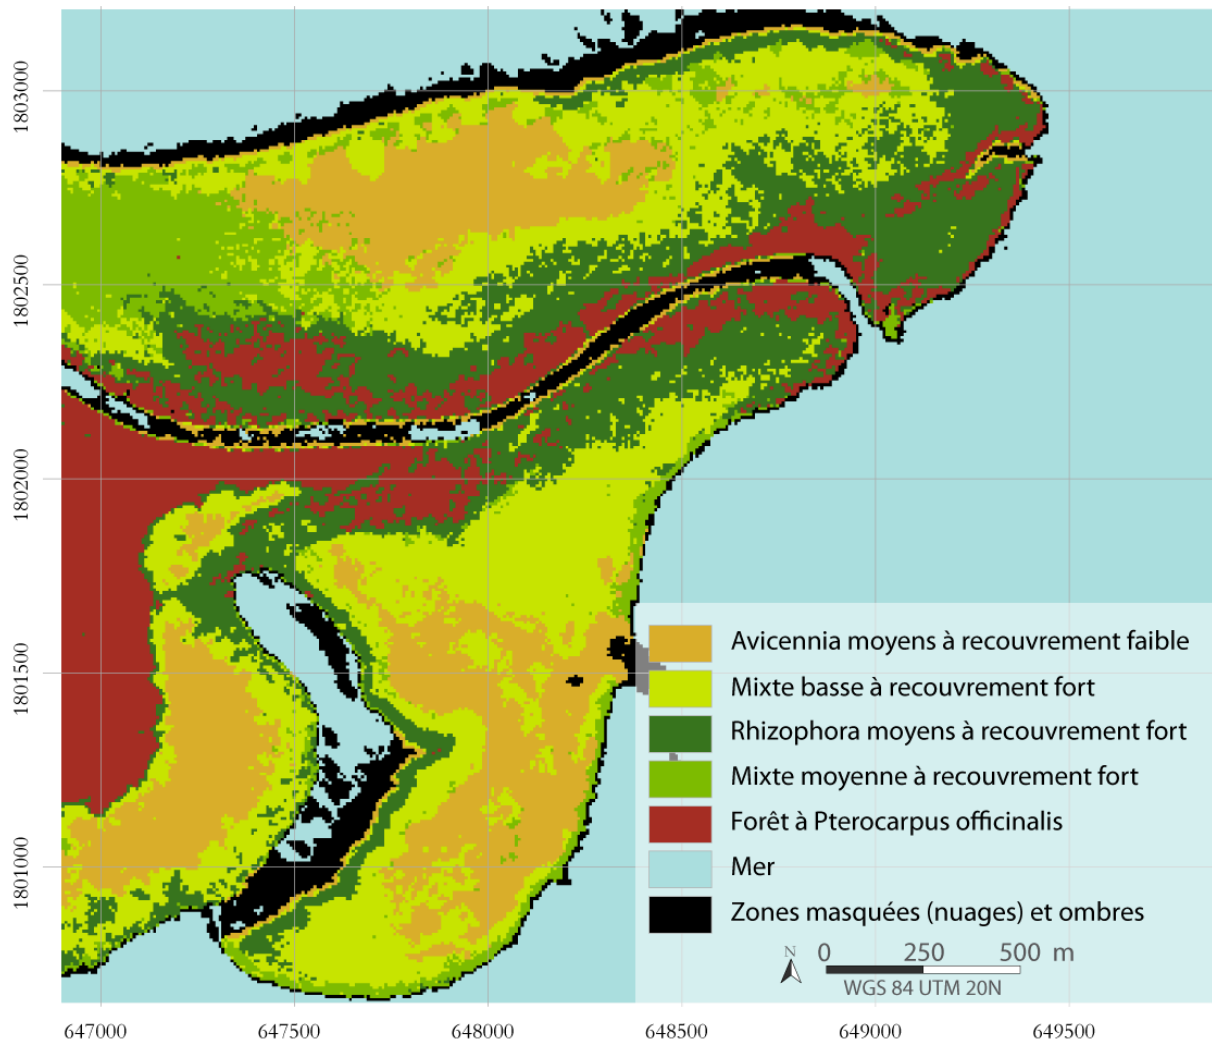 1803000
1802500
1802000
1801500
1801000
Avicennia moyens à recouvrement faible
Mixte basse à recouvrement fort
Rhizophora moyens à recouvrement fort
Mixte moyenne à recouvrement fort
Forêt à Pterocarpus officinalis
Mer
Zones masquées (nuages) et ombres
N
0 250 500 m
WGS 84 UTM 20N
647000 647500 648000 648500 649000 649500